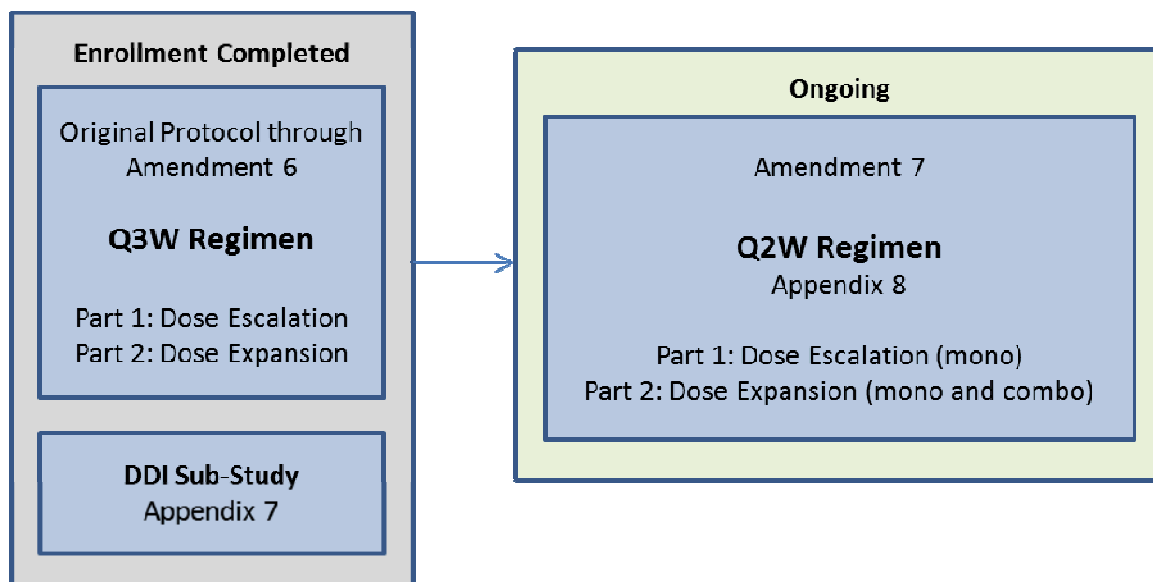 Enrollment Completed
Original Protocol through
Amendment 6
Q3W Regimen
Part 1: Dose Escalation
Part 2: Dose Expansion
DDI Sub-Study
Appendix 7
Ongoing
Amendment 7
Q2W Regimen
Appendix 8
Part 1: Dose Escalation (mono)
Part 2: Dose Expansion (mono and combo)